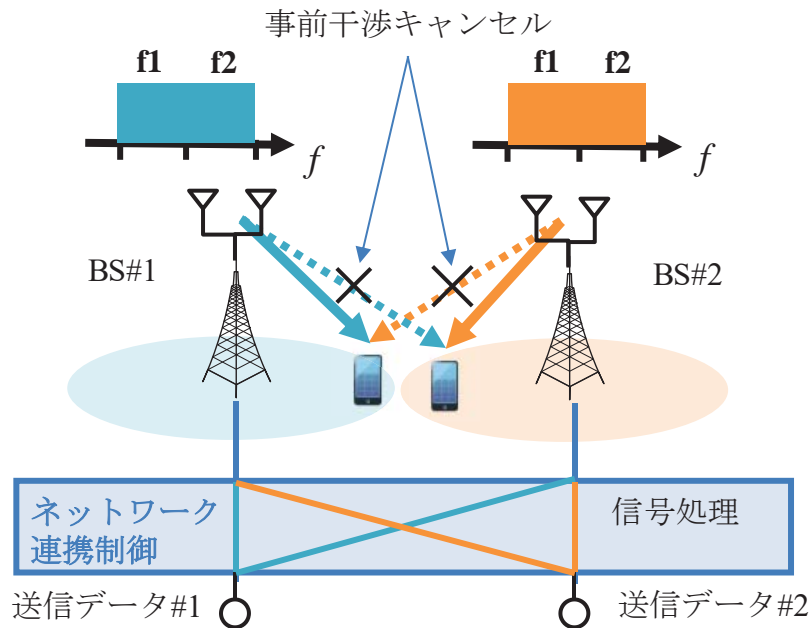 事前干渉キャンセル
f1 f2
f1 f2
f
f
BS#1
BS#2
ネットワーク
連携制御
信号処理
送信データ#1
送信データ#2